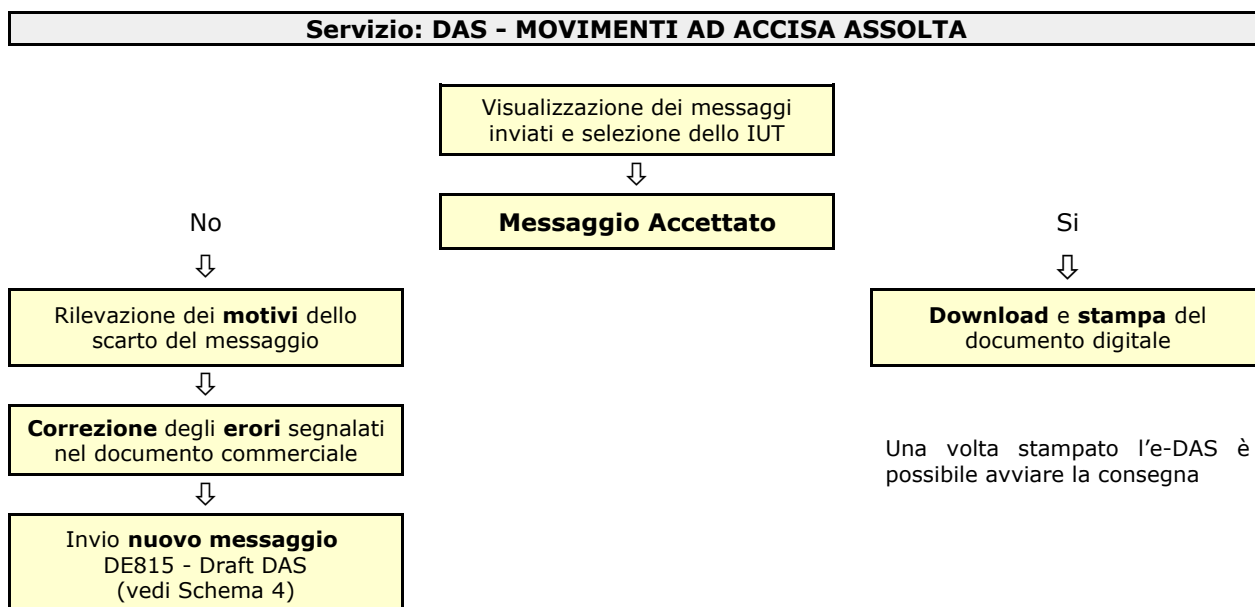 Servizio: DAS - MOVIMENTI AD ACCISA ASSOLTA
Visualizzazione dei messaggi
inviati e selezione dello IUT
⇩
No
Messaggio Accettato
Si
⇩
⇩
Rilevazione dei motivi dello
scarto del messaggio
Download e stampa del
documento digitale
⇩
Correzione degli erori segnalati
nel documento commerciale
Una volta stampato l'e-DAS è
possibile avviare la consegna
⇩
Invio nuovo messaggio
DE815 - Draft DAS
(vedi Schema 4)